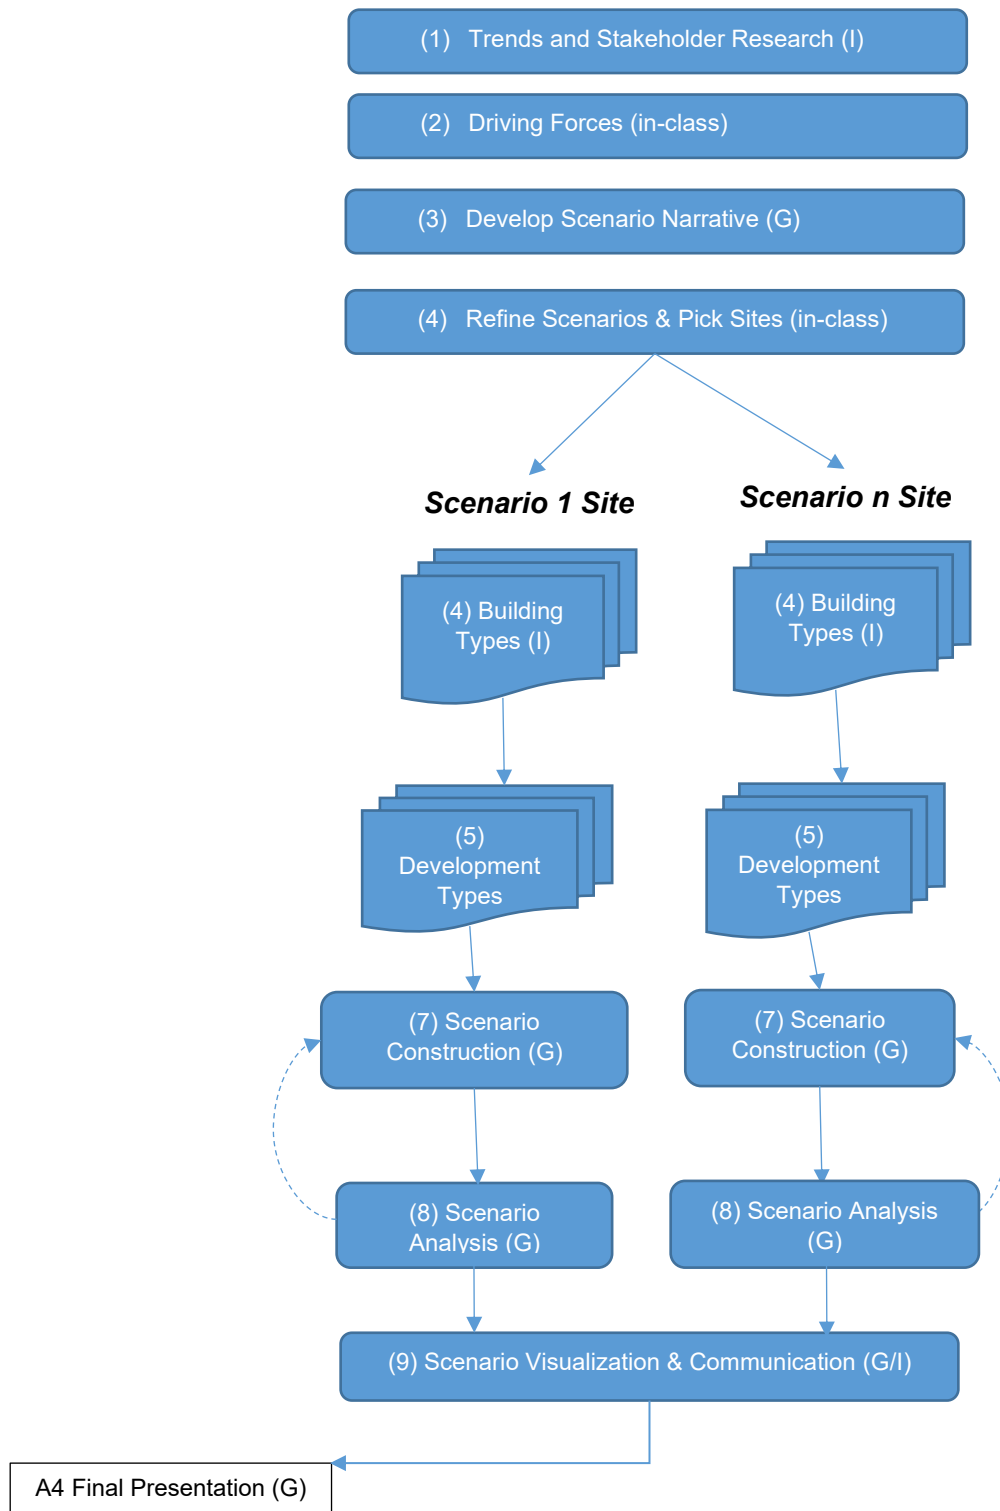 (1) Trends and Stakeholder Research (I)
(2) Driving Forces (in-class)
(3) Develop Scenario Narrative (G)
(4) Refine Scenarios & Pick Sites (in-class)
Scenario 1 Site
Scenario n Site
(4) Building
Types (I)
(4) Building
Types (I)
(5)
Development
Types
(5)
Development
Types
(7) Scenario
Construction (G)
(7) Scenario
Construction (G)
(8) Scenario
Analysis (G)
(8) Scenario Analysis
(G)
(9) Scenario Visualization & Communication (G/I)
A4 Final Presentation (G)